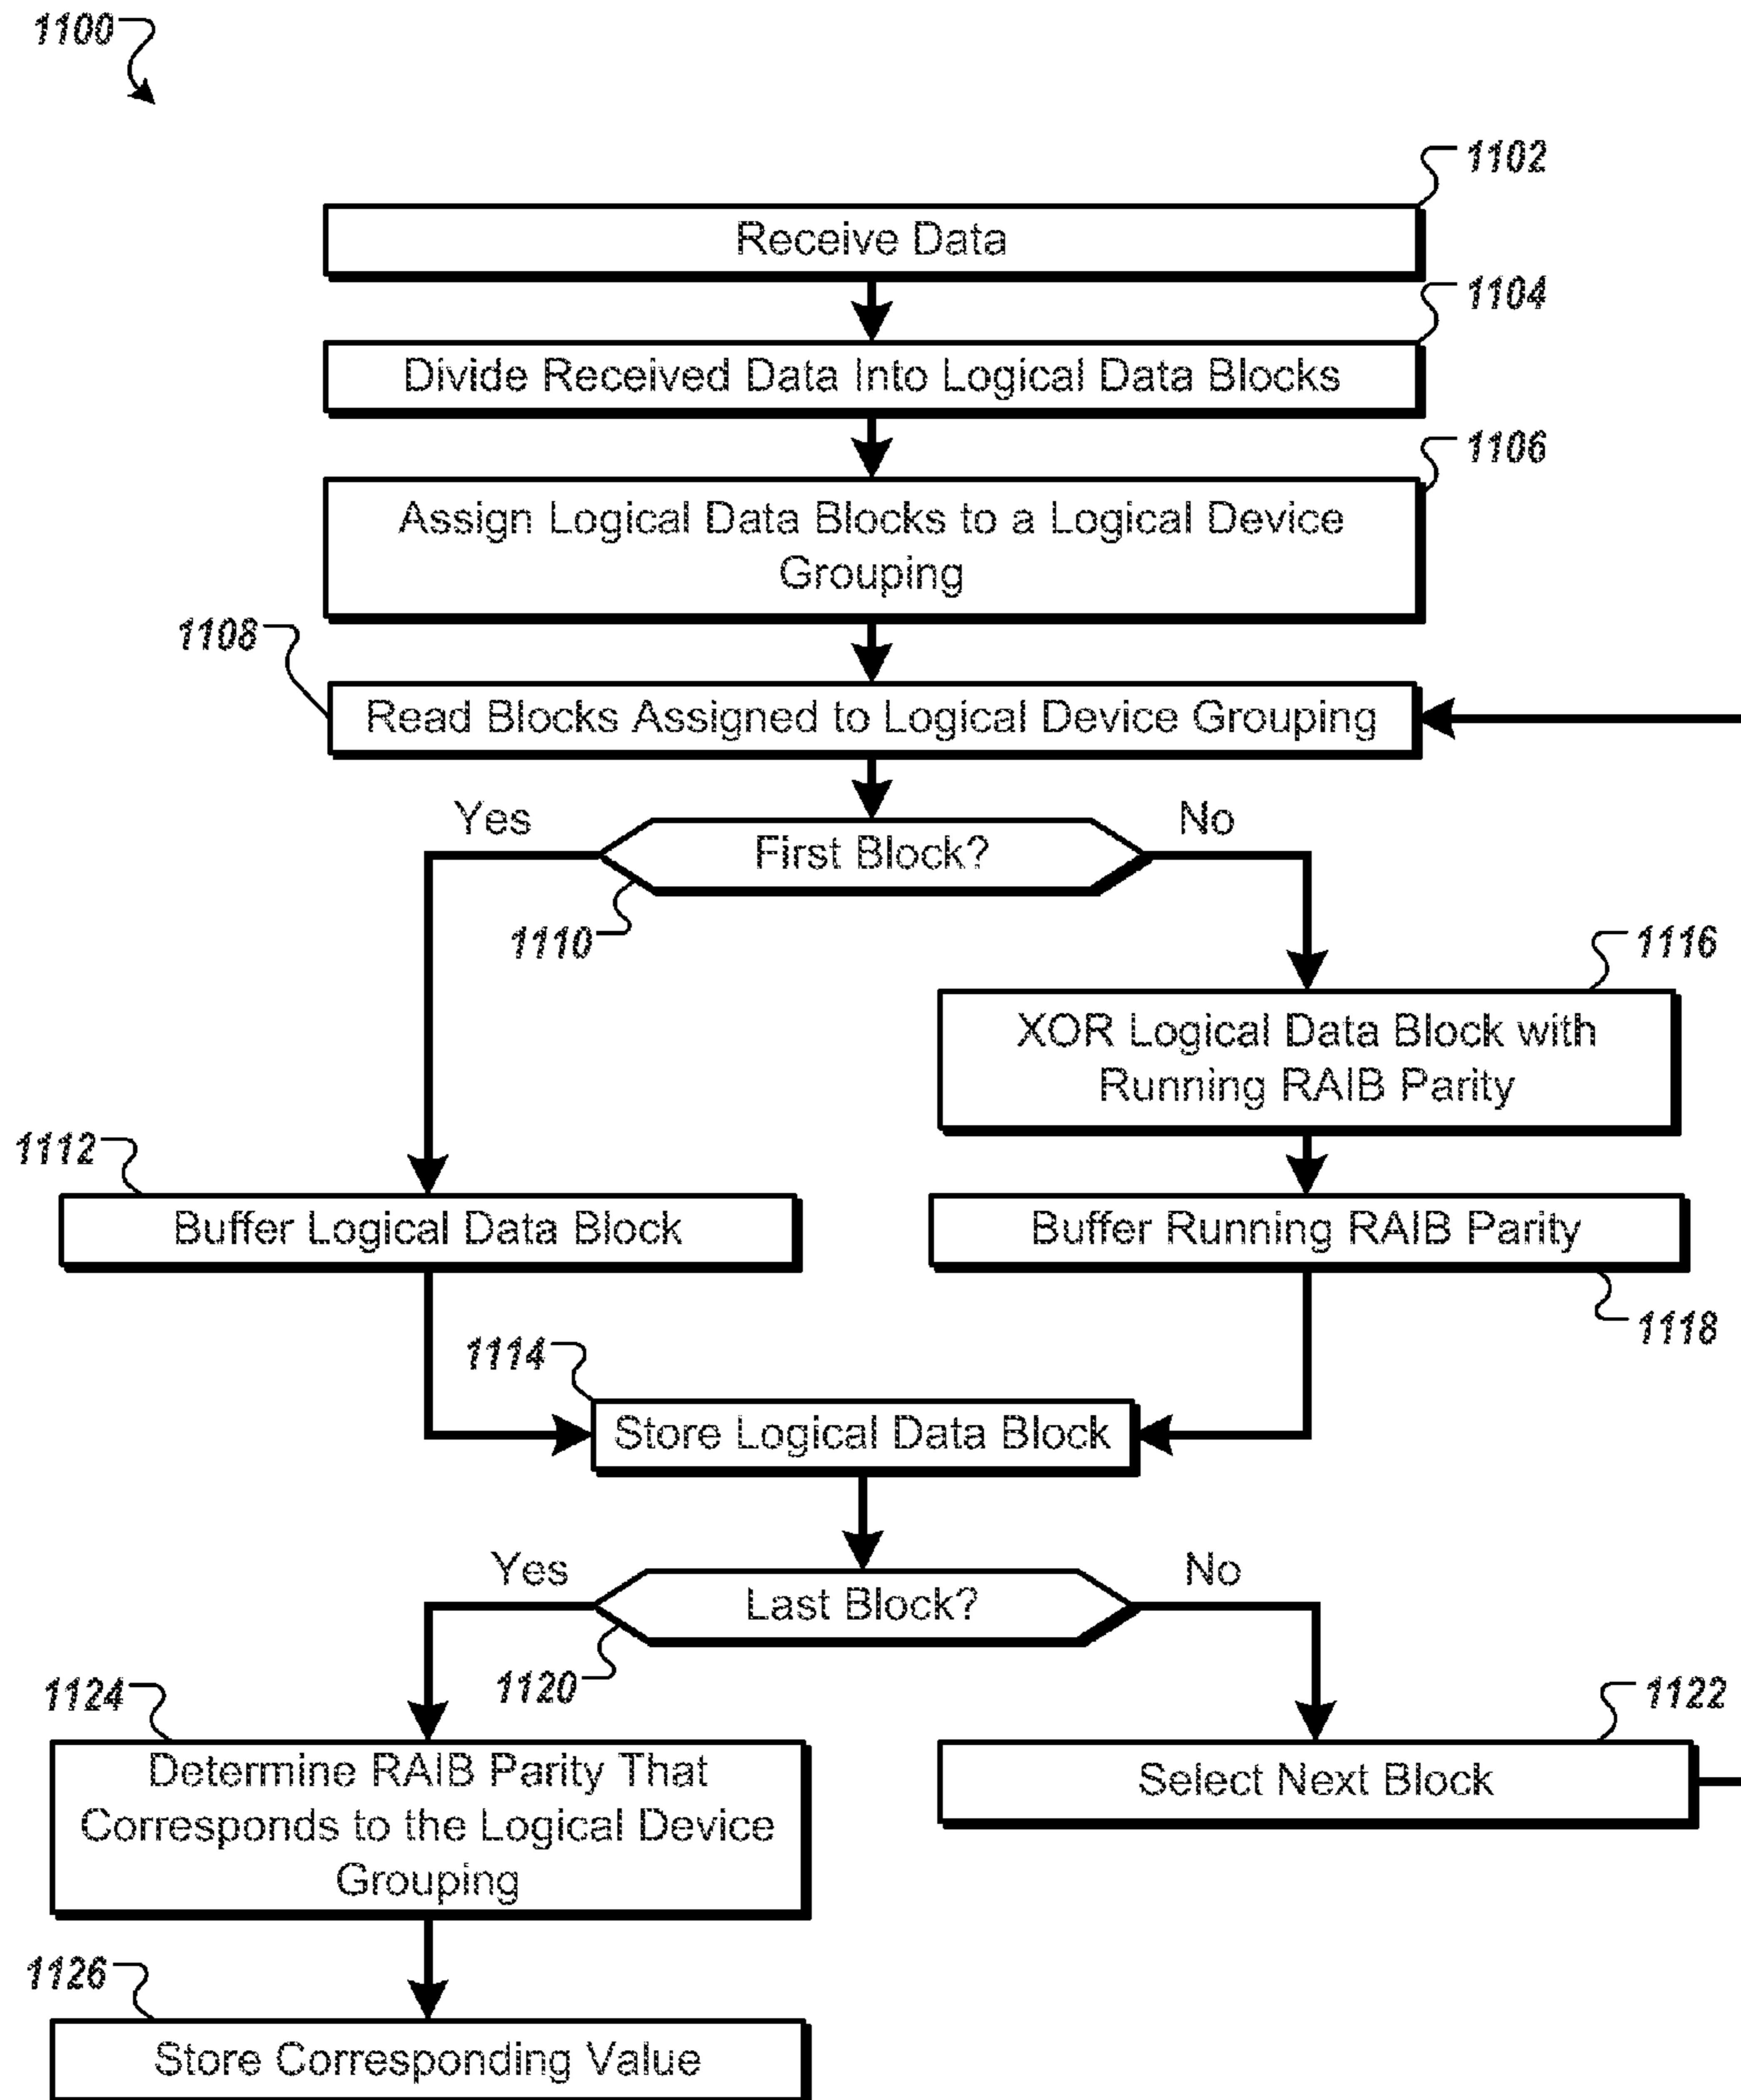 1100
1102
Receive Data
1104
Divide Received Data Into Logical Data Blocks
1106
Assign Logical Data Blocks to a Logical Device
Grouping
1108
Read Blocks Assigned to Logical Device Grouping
Yes
No
First Block?
1110
1116
XOR Logical Data Block with
Running RAIB Parity
1112
Buffer Logical Data Block
Buffer Running RAIB Parity
1118
1114
Store Logical Data Block
Yes
No
Last Block?
1120
1124
1122
Determine RAIB Parity That
Corresponds to the Logical Device
Grouping
Select Next Block
1126
Store Corresponding Value